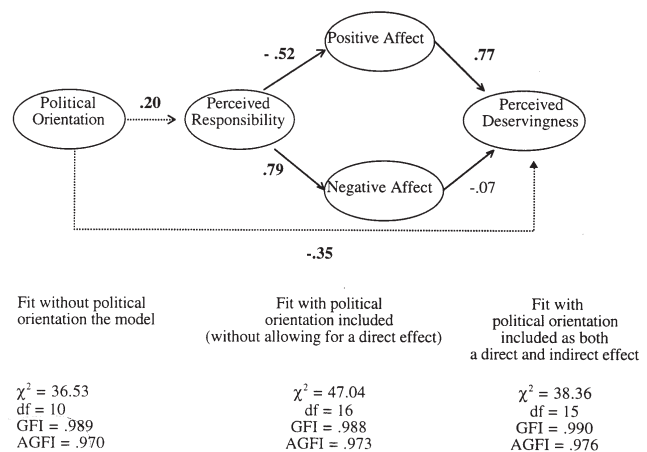 Positive Affect
- .52
.77
Political
Orientation
.20
Perceived
Responsibility
Perceived
Deservingness
.79
Negative Affect
-.07
-.35
Fit without political
orientation the model
χ² = 36.53
df = 10
GFI = .989
AGFI = .970
Fit with political
orientation included
(without allowing for a direct effect)
χ² = 47.04
df = 16
GFI = .988
AGFI = .973
Fit with
political orientation
included as both
a direct and indirect effect
χ² = 38.36
df = 15
GFI = .990
AGFI = .976